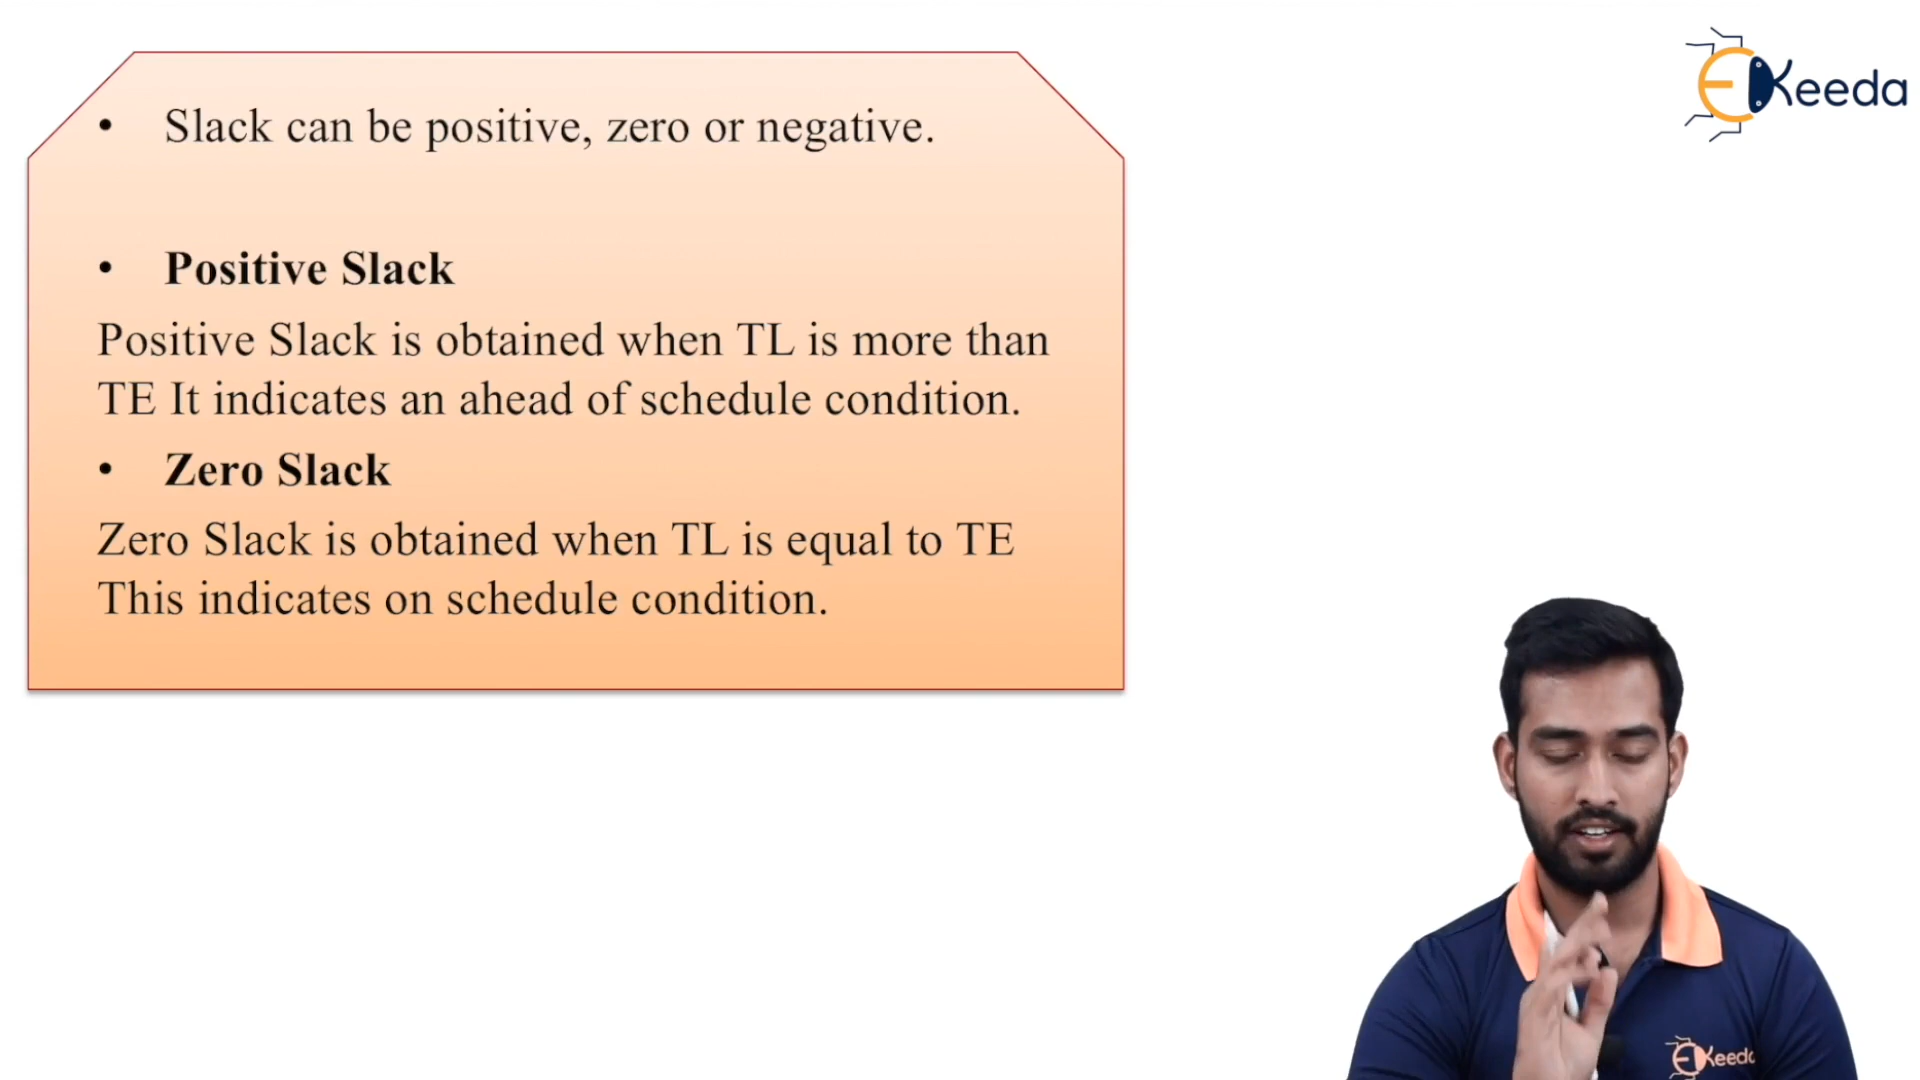 EKeeda
• Slack can be positive, zero or negative.
• Positive Slack
Positive Slack is obtained when TL is more than
TE It indicates an ahead of schedule condition.
• Zero Slack
Zero Slack is obtained when TL is equal to TE
This indicates on schedule condition.
EKeeda